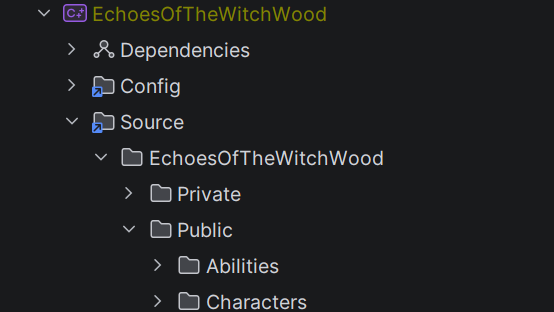 C++ EchoesOfTheWitchWood
Dependencies
Config
Source
EchoesOfTheWitchWood
Private
Public
Abilities
Characters